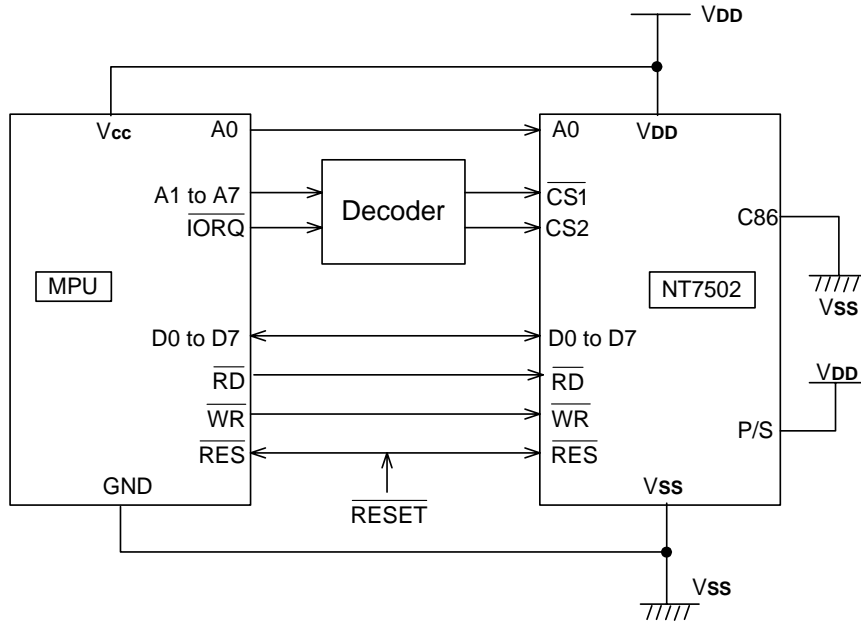 VDD
Vcc
A0
A0
VDD
A1 to A7
Decoder
CS1
C86
IORQ
CS2
MPU
NT7502
VSS
D0 to D7
D0 to D7
VDD
RD
RD
WR
WR
P/S
RES
RES
GND
VSS
RESET
VSS